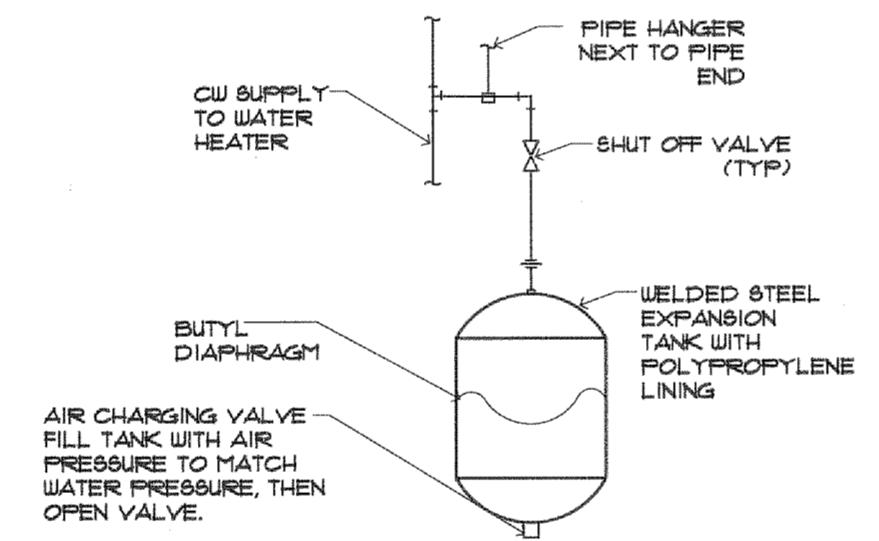 PIPE HANGER
NEXT TO PIPE
END
CW SUPPLY
TO WATER
HEATER
SHUT OFF VALVE
(TYP)
WELDED STEEL
EXPANSION
TANK WITH
POLYPROPYLENE
LINING
BUTYL
DIAPHRAGM
AIR CHARGING VALVE
FILL TANK WITH AIR
PRESSURE TO MATCH
WATER PRESSURE, THEN
OPEN VALVE.